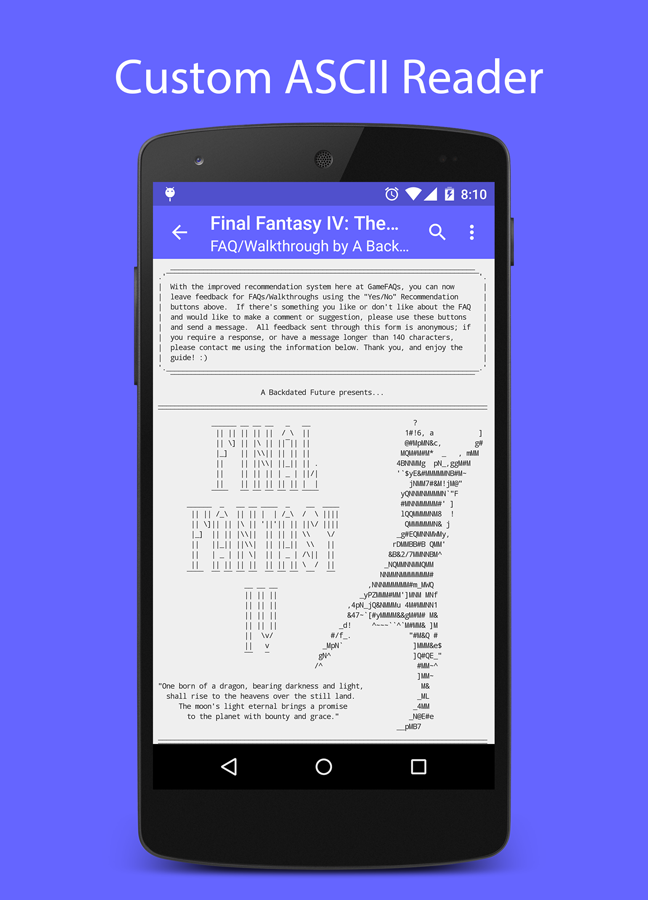 Custom ASCII Reader
8:10
Final Fantasy IV: The…
FAQ/Walkthrough by A Back…
With the improved recommendation system here at GameFAQs, you can now
leave feedback for FAQs/Walkthroughs using the "Yes/No" Recommendation
buttons above.  If there's something you like or don't like about the FAQ
and would like to make a comment or suggestion, please use these buttons
and send a message.  All feedback sent through this form is anonymous; if
you require a response, or have a message longer than 140 characters,
please contact me using the information below. Thank you, and enjoy the
guide! :)
A Backdated Future presents...
FINAL
FANTASY
IV
"One born of a dragon, bearing darkness and light,
shall rise to the heavens over the still land.
The moon's light eternal brings a promise
to the planet with bounty and grace."